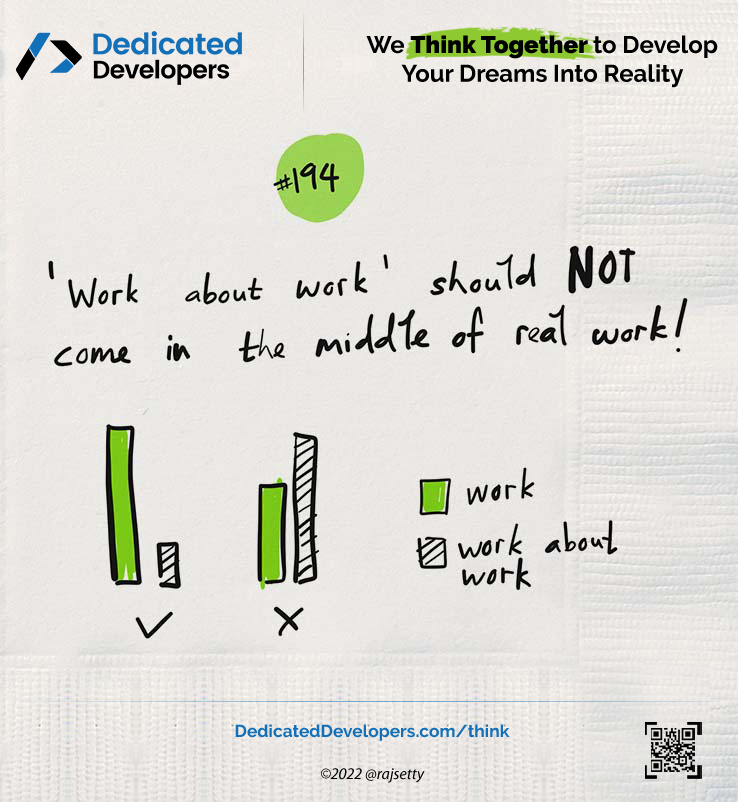 Dedicated
Developers
We Think Together to Develop
Your Dreams Into Reality
#194
'Work about work' should NOT
come in the middle of real work!
work
work about
work
DedicatedDevelopers.com/think
©2022 @rajsetty